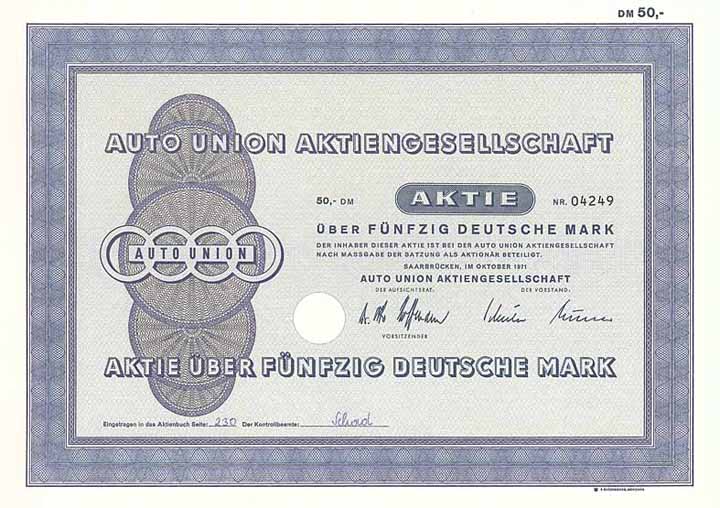 DM 50,-
AUTO UNION AKTIENGESELLSCHAFT
50,- DM AKTIE NR. 04249
ÜBER FÜNFZIG DEUTSCHE MARK
DER INHABER DIESER AKTIE IST BEI DER AUTO UNION AKTIENGESELLSCHAFT
NACH MASSGABE DER SATZUNG ALS AKTIONÄR BETEILIGT.
SAARBRÜCKEN, IM OKTOBER 1971
AUTO UNION AKTIENGESELLSCHAFT
DER AUFSICHTSRAT. DER VORSTAND.
VORSITZENDER
AUTO UNION
AKTIE ÜBER FÜNFZIG DEUTSCHE MARK
Eingetragen in das Aktienbuch Seite: 230 Der Kontrollbeamte: